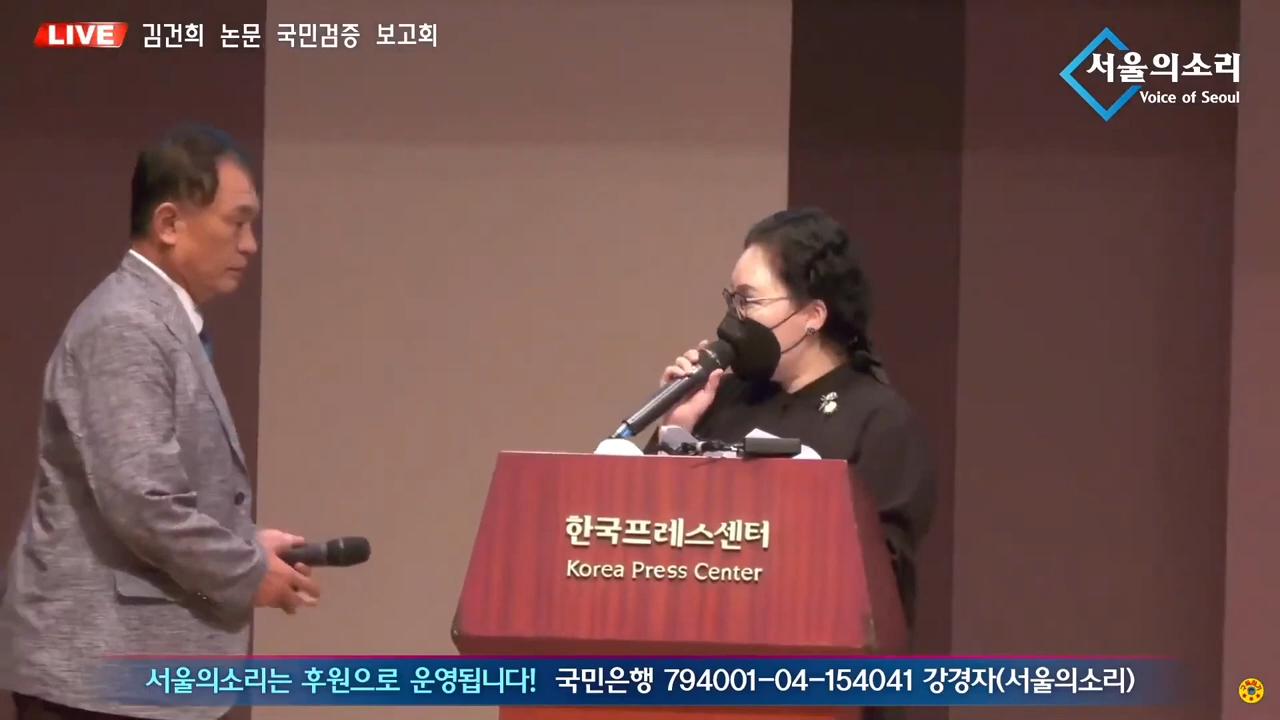 LIVE 김건희 논문 국민검증 보고회
서울의소리
Voice of Seoul
한국프레스센터
Korea Press Center
서울의소리는 후원으로 운영됩니다! 국민은행 794001-04-154041 강경자(서울의소리)